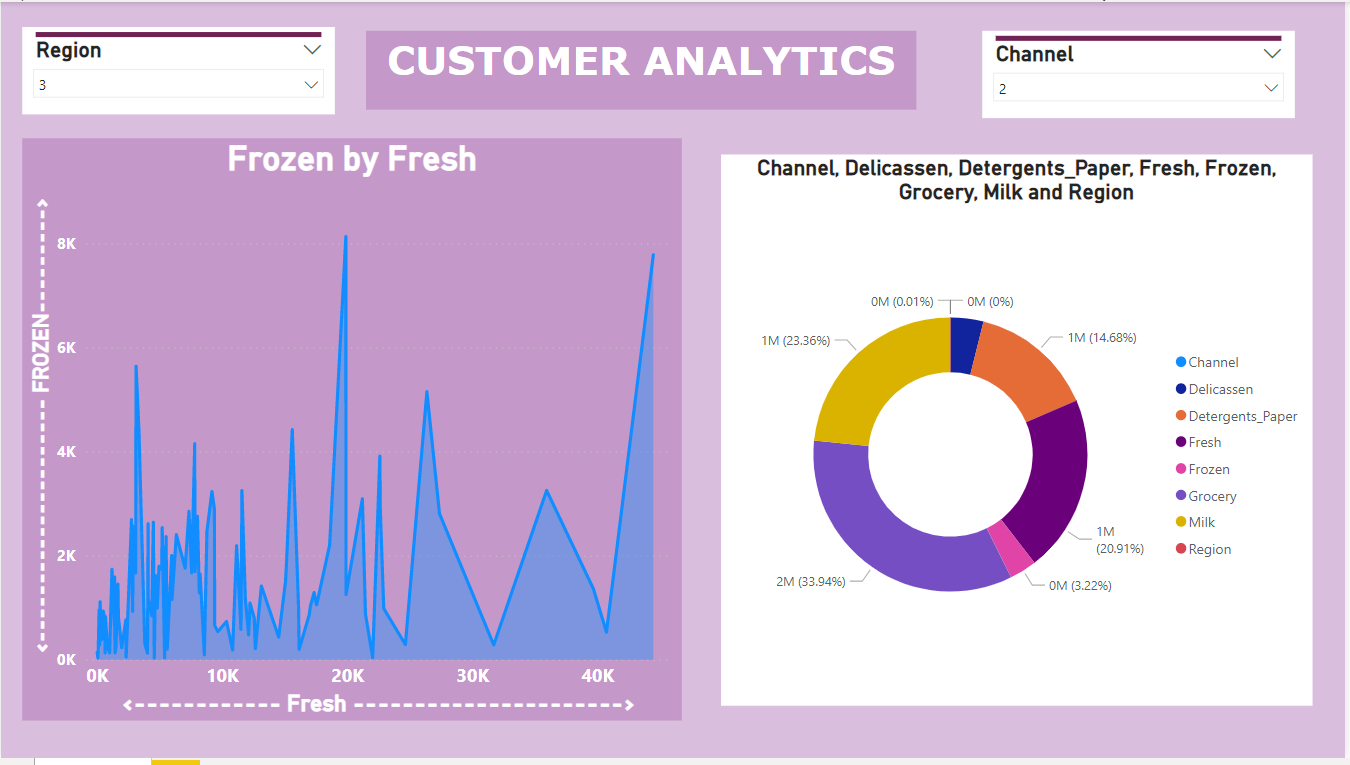 Region
3
CUSTOMER ANALYTICS
Channel
2
Frozen by Fresh
FROZEN
8K
6K
4K
2K
0K
0K 10K 20K 30K 40K
Fresh
Channel, Delicassen, Detergents_Paper, Fresh, Frozen,
Grocery, Milk and Region
0M (0.01%) 0M (0%)
1M (23.36%) 1M (14.68%)
1M
(20.91%)
2M (33.94%) 0M (3.22%)
Channel
Delicassen
Detergents_Paper
Fresh
Frozen
Grocery
Milk
Region